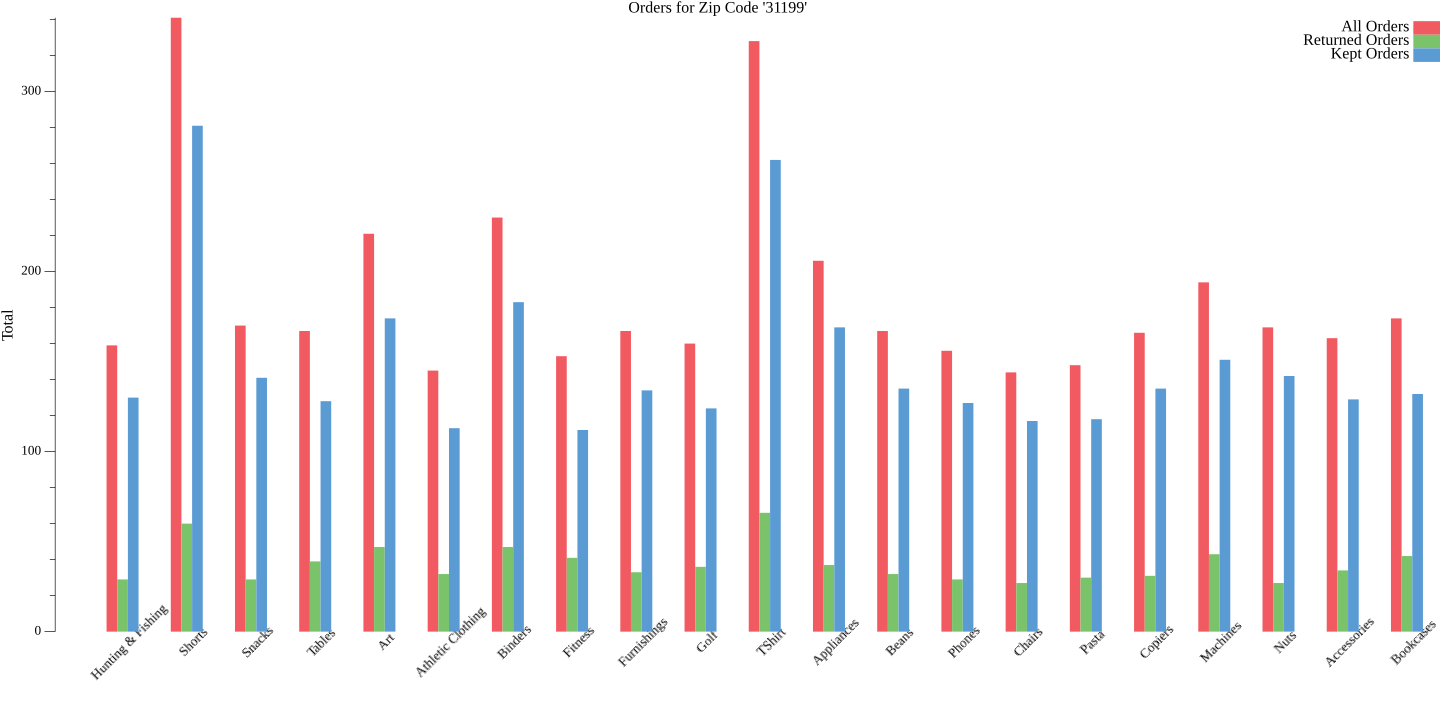 Orders for Zip Code '31199'
All Orders
Returned Orders
Kept Orders
Total
300
200
100
0
Hunting & Fishing
Shorts
Snacks
Tables
Art
Athletic Clothing
Binders
Fitness
Furnishings
Golf
TShirt
Appliances
Beans
Phones
Chairs
Pasta
Copiers
Machines
Nuts
Accessories
Bookcases